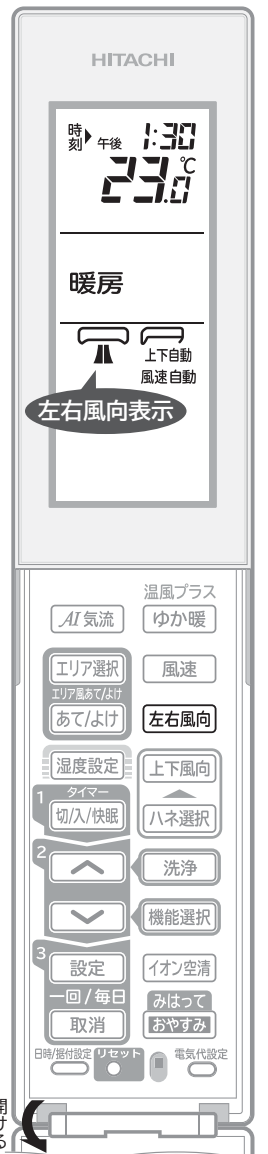 HITACHI
時刻 午後 1:30
23.0℃
暖房
上下自動
風速自動
左右風向表示
温風プラス
AI気流 ゆか暖
エリア選択 風速
エリア風あて/よけ
あて/よけ 左右風向
湿度設定 上下風向
1 タイマー
切/入/快眠 ハネ選択
2 洗浄
機能選択
3 設定 イオン空清
一回/毎日 みはって
取消 おやすみ
日時/据付設定 リセット 電気代設定
開ける